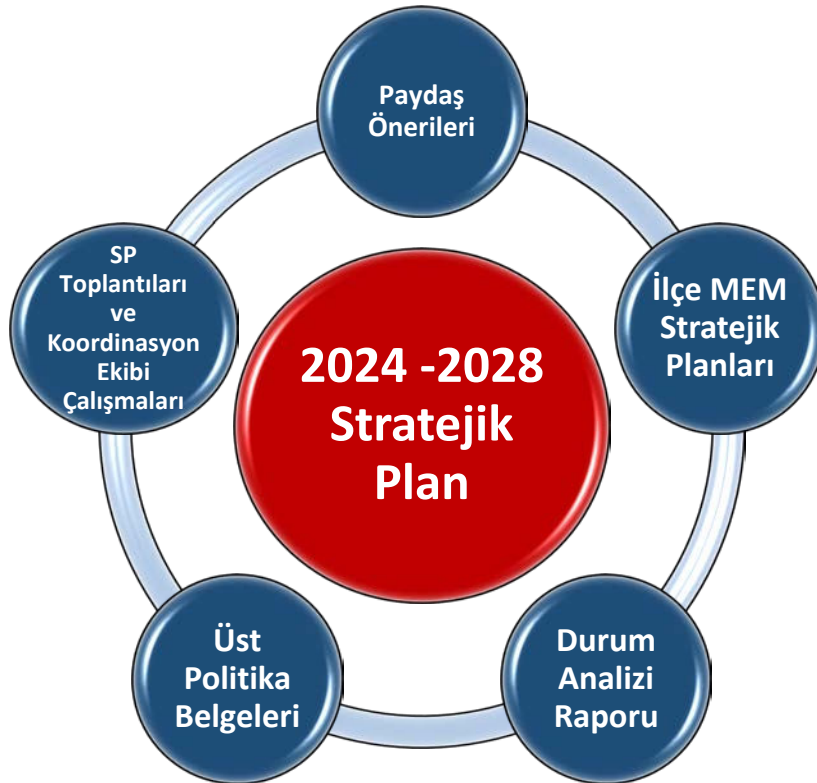 Paydaş
Önerileri
İlçe MEM
Stratejik
Planları
Durum
Analizi
Raporu
Üst
Politika
Belgeleri
SP
Toplantıları
ve
Koordinasyon
Ekibi
Çalışmaları
2024 -2028
Stratejik
Plan